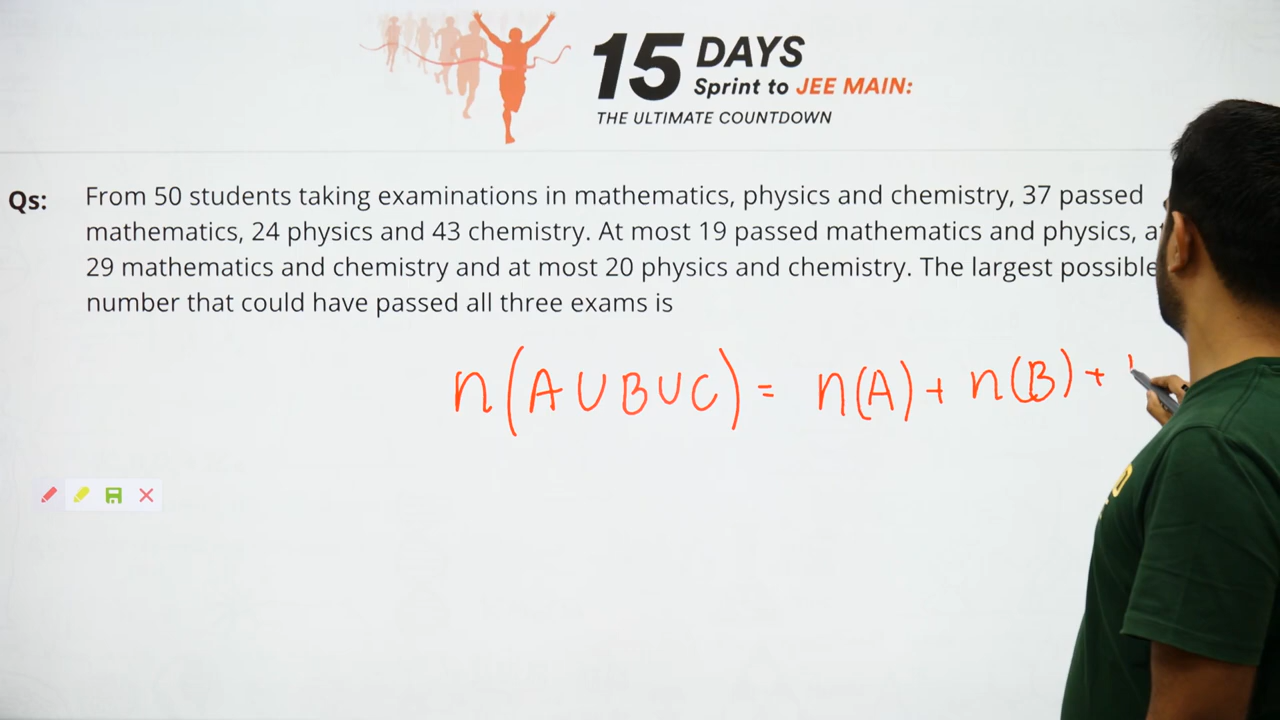 15 DAYS
Sprint to JEE MAIN:
THE ULTIMATE COUNTDOWN
Qs: From 50 students taking examinations in mathematics, physics and chemistry, 37 passed
mathematics, 24 physics and 43 chemistry. At most 19 passed mathematics and physics,
29 mathematics and chemistry and at most 20 physics and chemistry. The largest possible
number that could have passed all three exams is
n(A∪B∪C) = n(A) + n(B) +